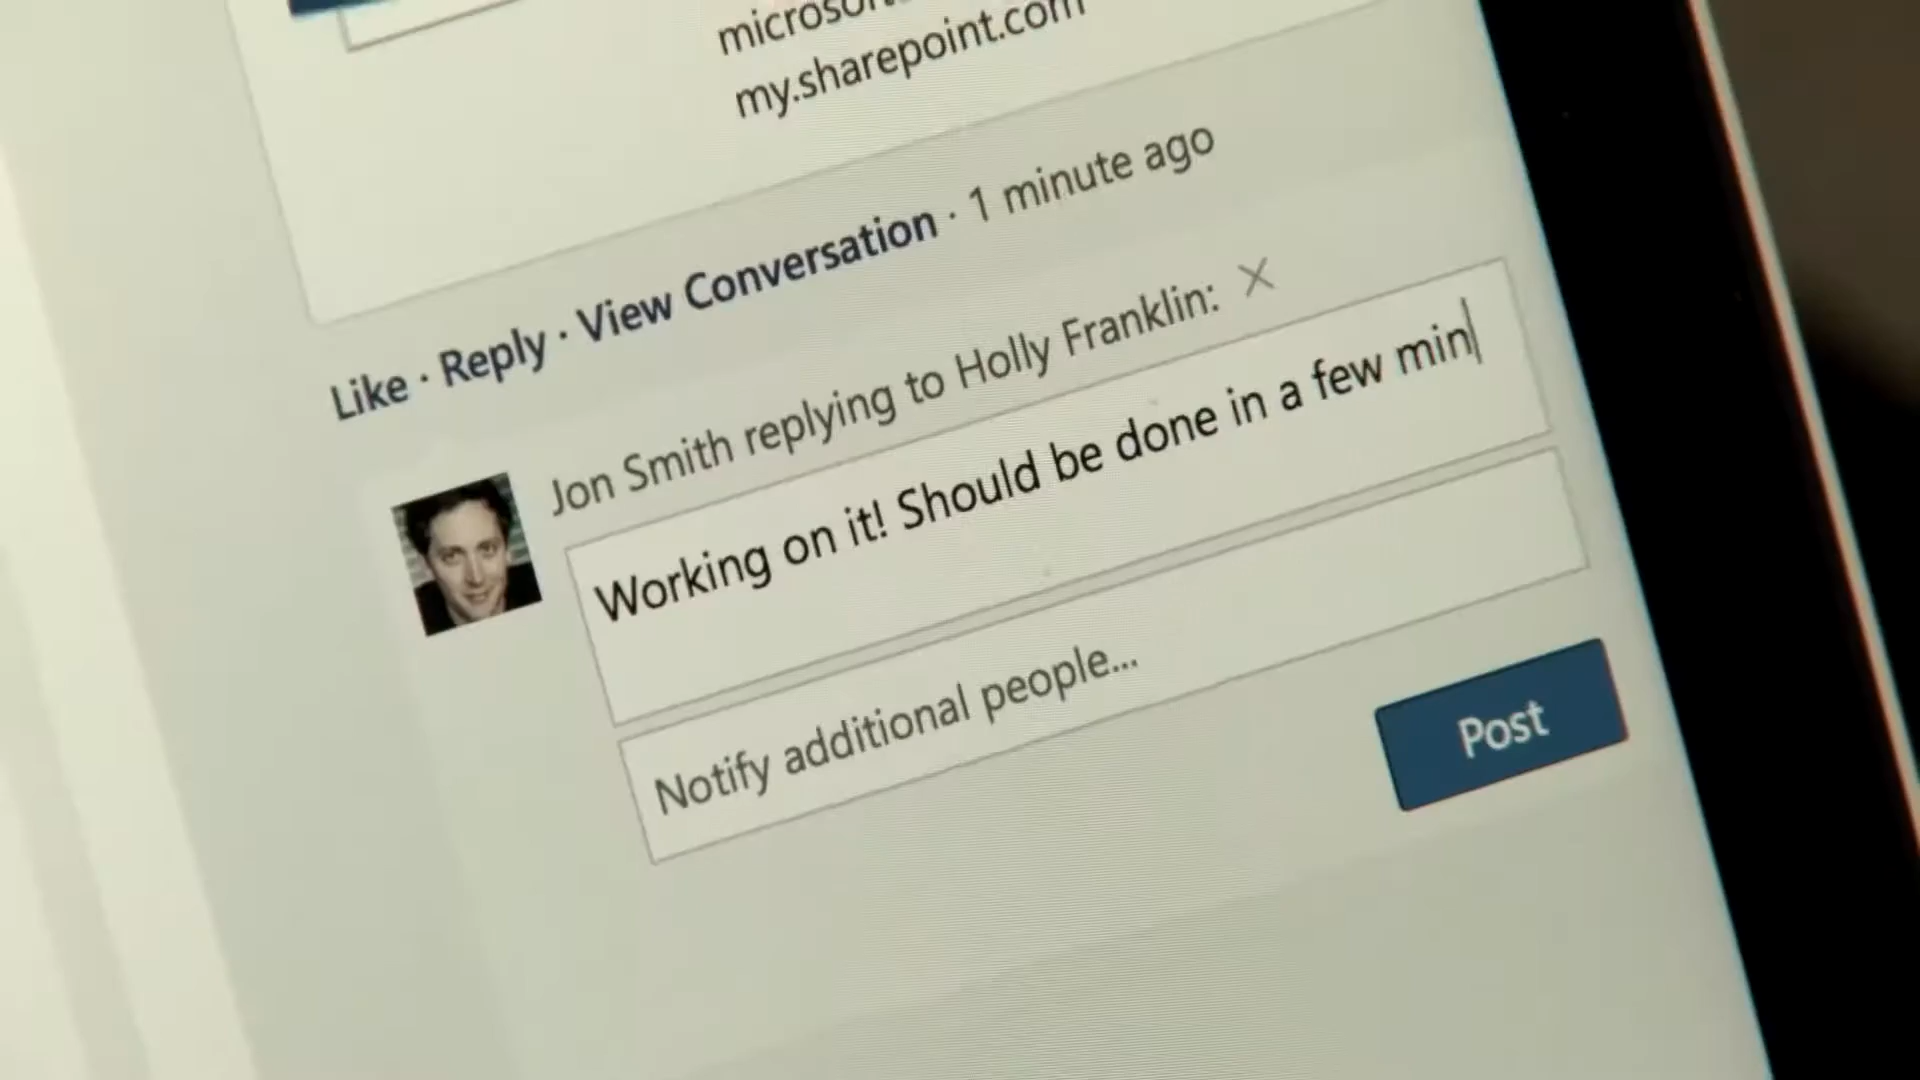 my.sharepoint.com
Like · Reply · View Conversation · 1 minute ago
Jon Smith replying to Holly Franklin: ×
Working on it! Should be done in a few min
Notify additional people...
Post